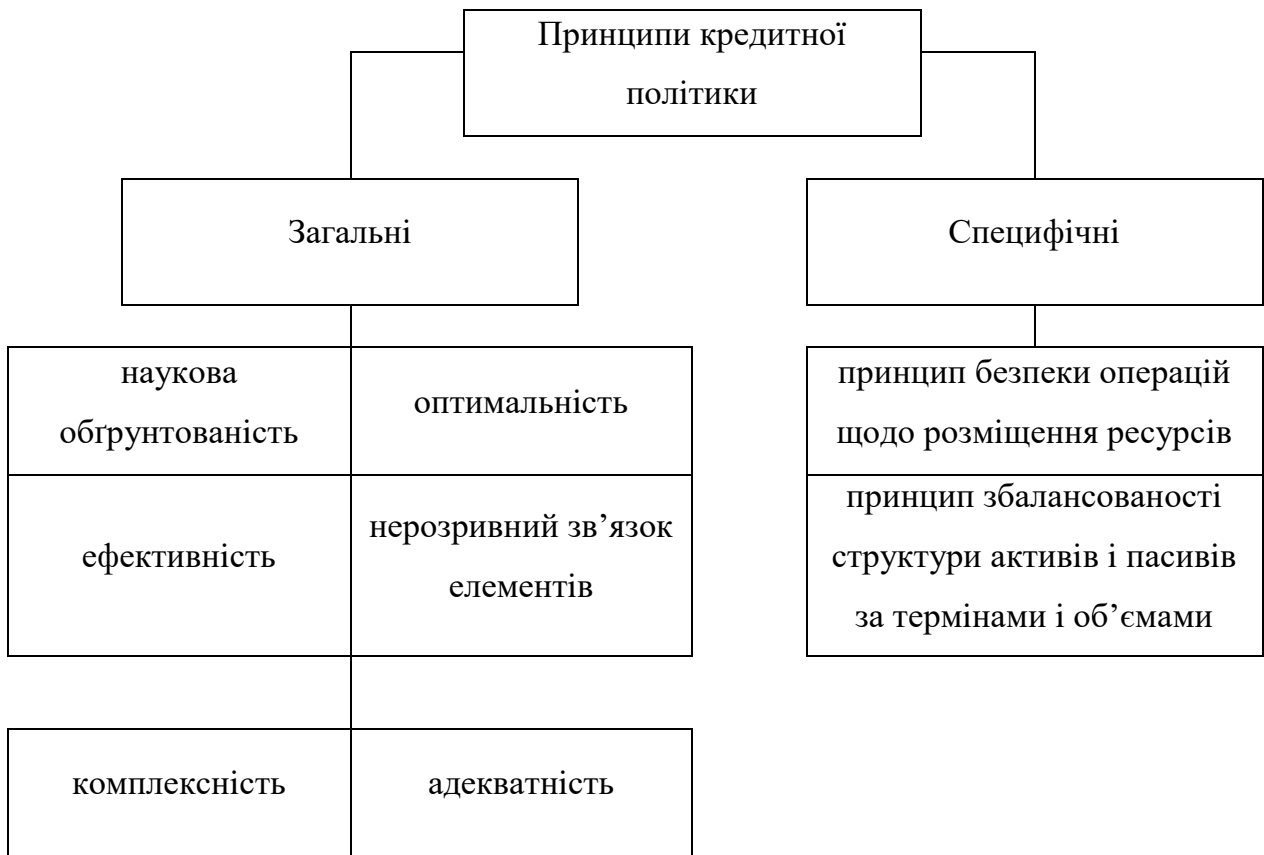 Принципи кредитної
політики
Загальні
Специфічні
наукова
обґрунтованість
оптимальність
принцип безпеки операцій
щодо розміщення ресурсів
ефективність
нерозривний зв’язок
елементів
принцип збалансованості
структури активів і пасивів
за термінами і об’ємами
комплексність
адекватність